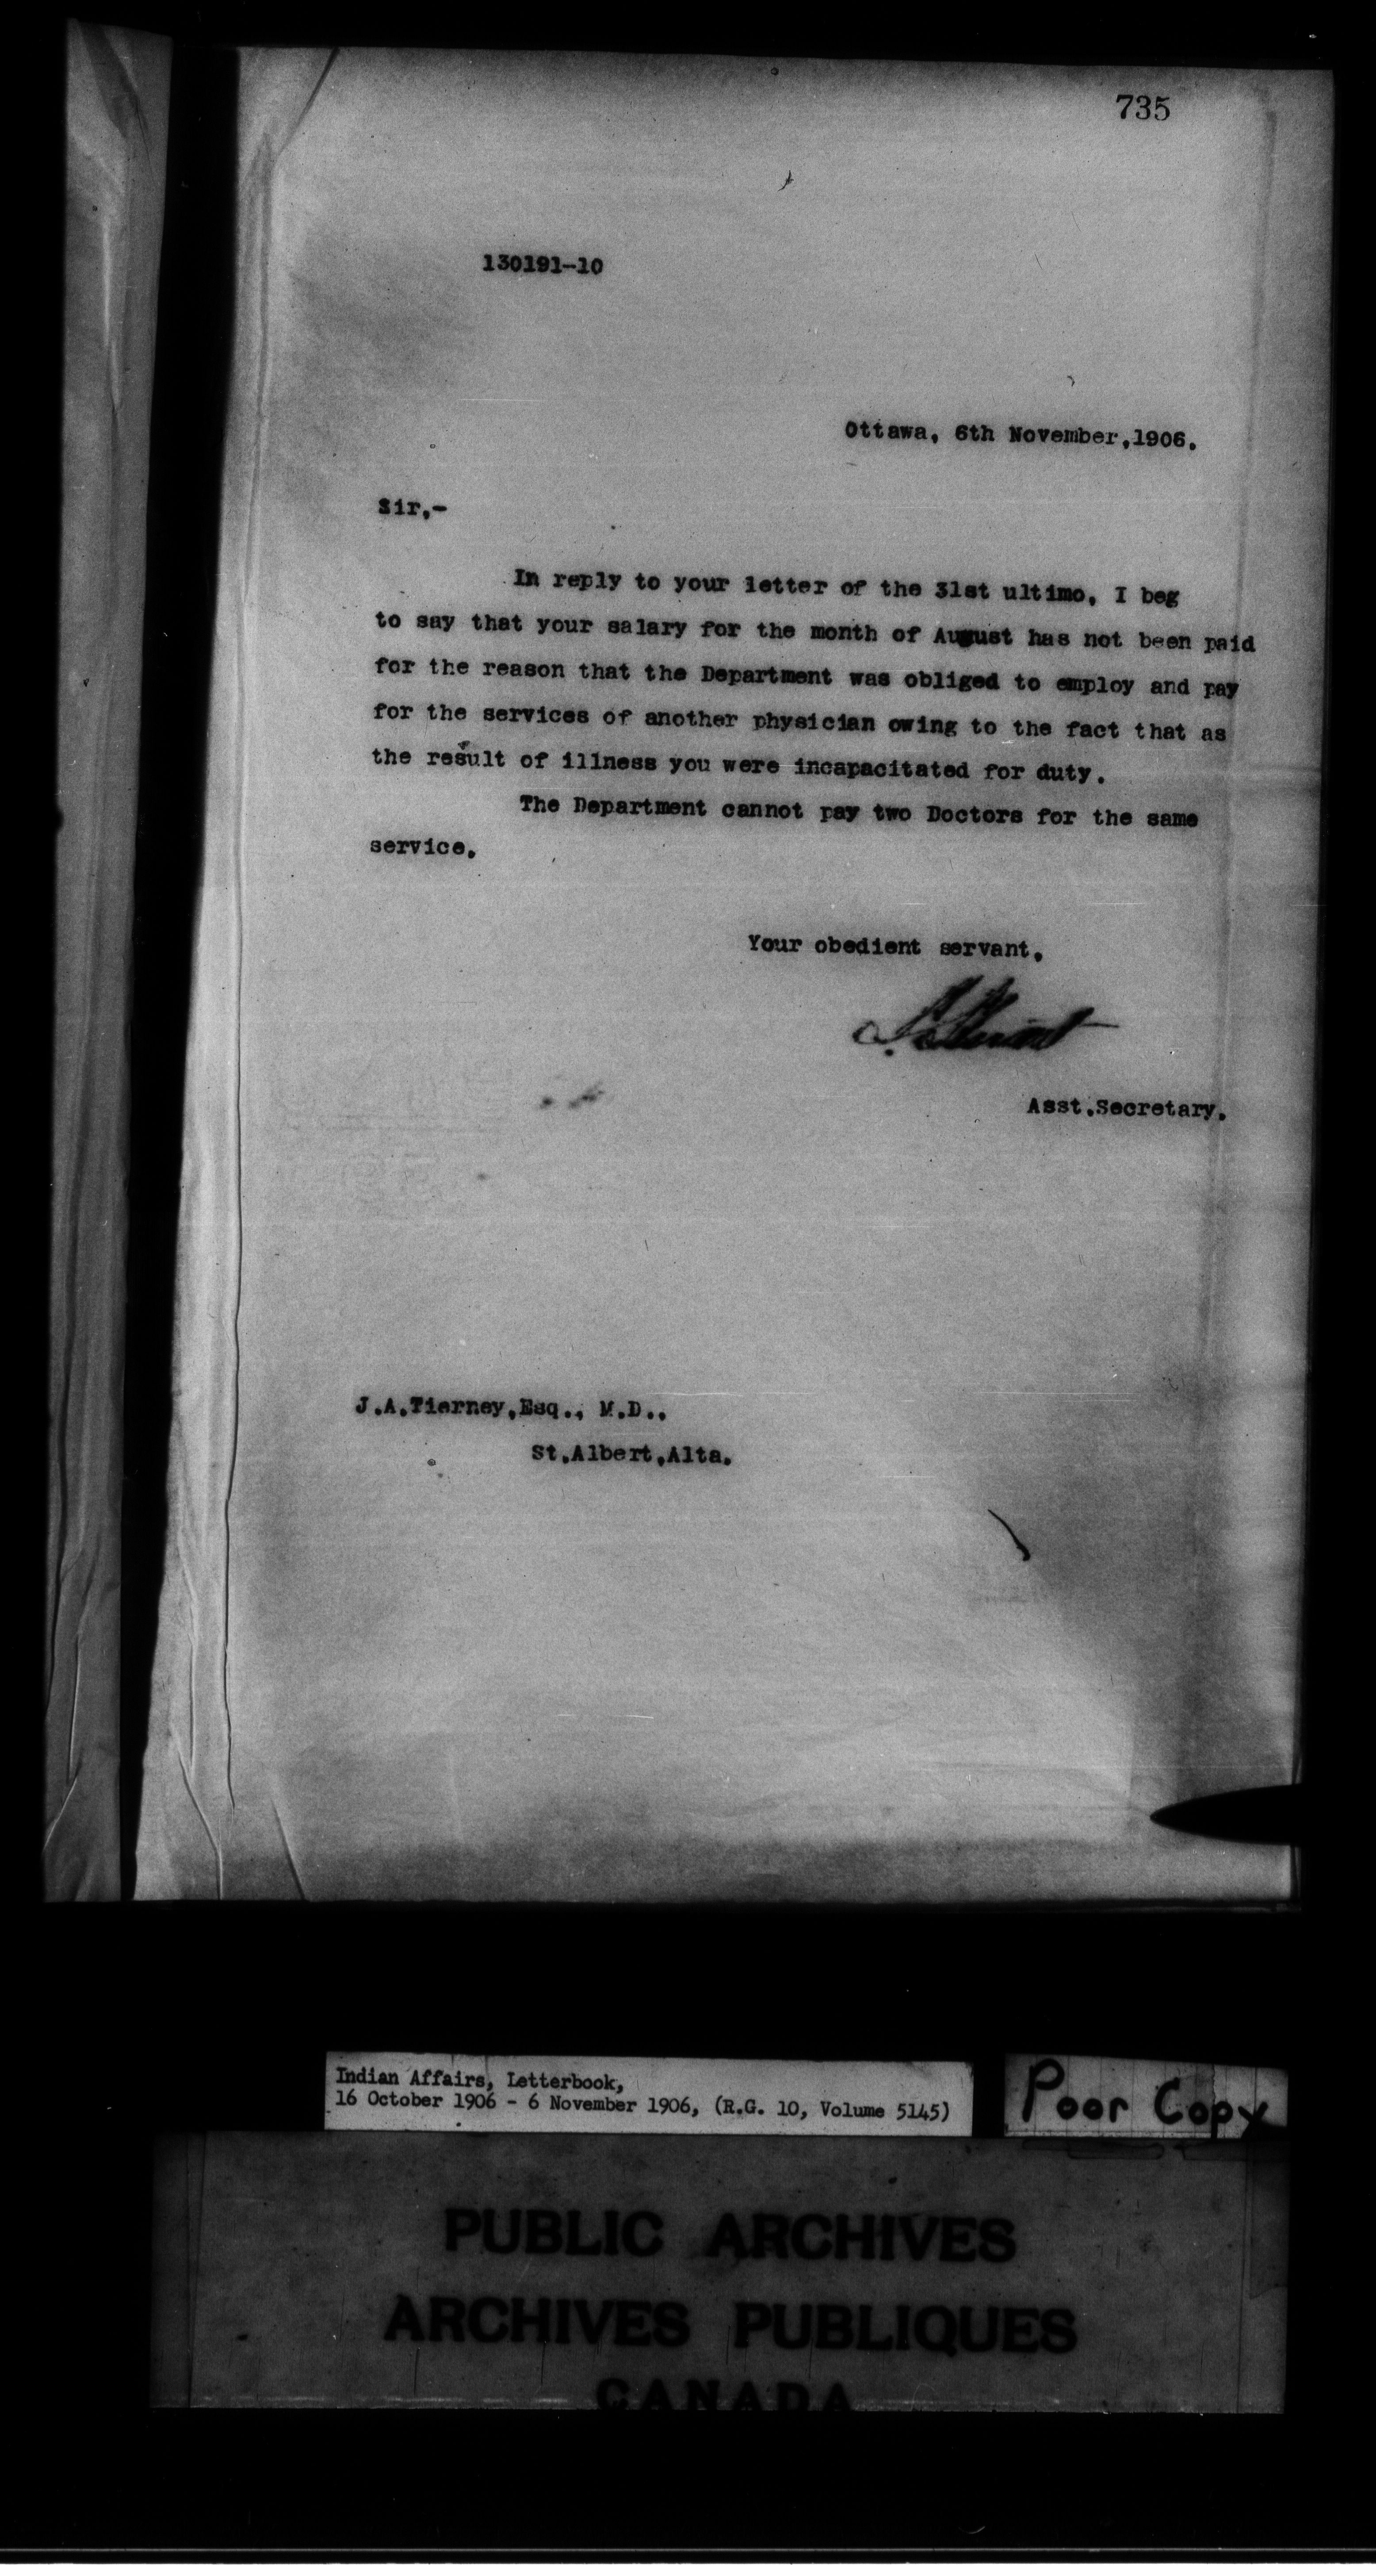 735
130191-10
Ottawa, 6th November,1906.
Sir,-
In reply to your letter of the 31st ultimo, I beg
to say that your salary for the month of August has not been paid
for the reason that the Department was obliged to employ and pay
for the services of another physician owing to the fact that as
the result of illness you were incapacitated for duty.
The Department cannot pay two Doctors for the same
service.
Your obedient servant,
Asst.Secretary.
J.A.Tierney,Esq., M.D.,
St.Albert,Alta.
Indian Affairs, Letterbook,
16 October 1906 - 6 November 1906, (R.G. 10, Volume 5145)
Poor Copy
PUBLIC ARCHIVES
ARCHIVES PUBLIQUES
CANADA